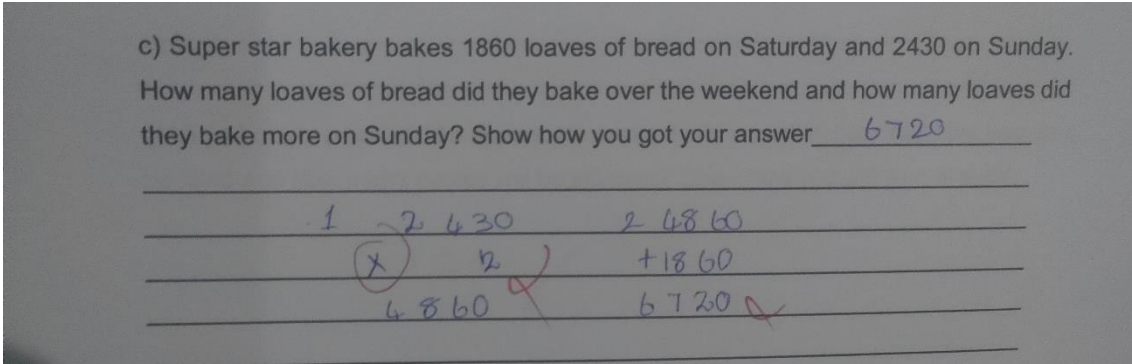 c) Super star bakery bakes 1860 loaves of bread on Saturday and 2430 on Sunday.
How many loaves of bread did they bake over the weekend and how many loaves did
they bake more on Sunday? Show how you got your answer 6720
1 2430 2 4860
x 2 +1860
4860 6720